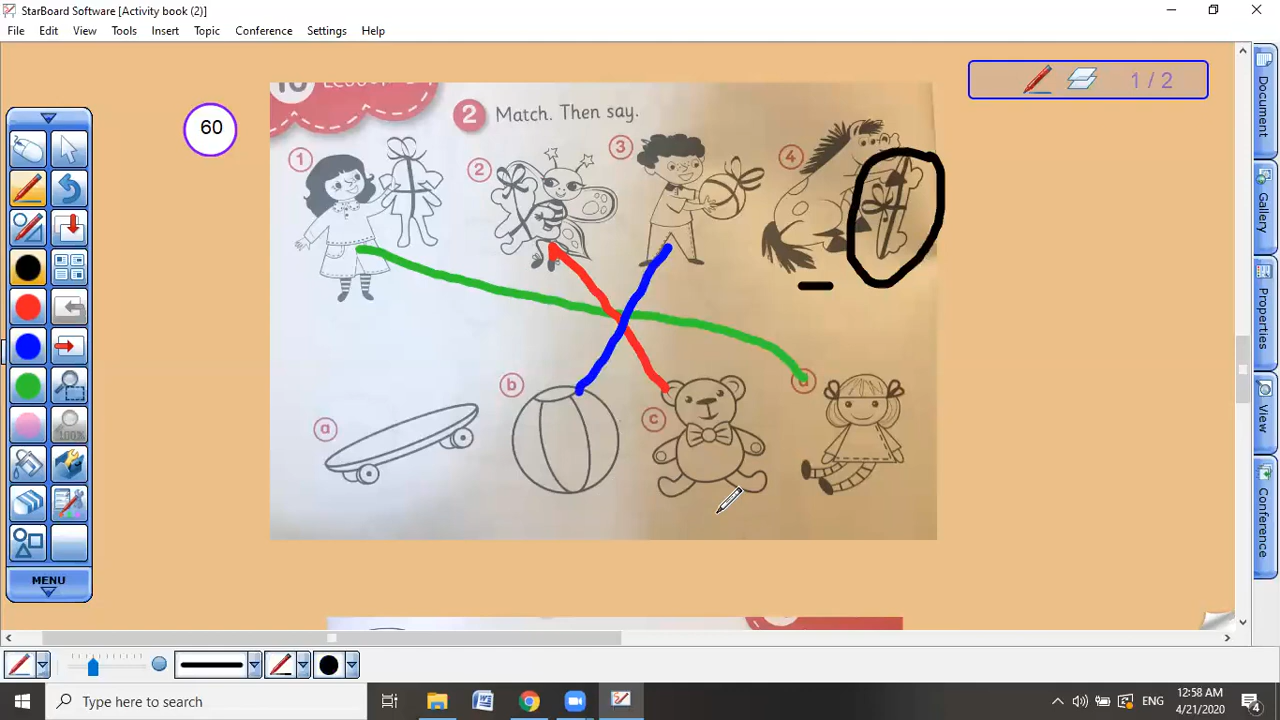 StarBoard Software [Activity book (2)]
File Edit View Tools Insert Topic Conference Settings Help
1 / 2
60
2 Match. Then say.
1
2
3
4
a
b
c
d
100%
MENU
Document
Gallery
Properties
View
Conference
Type here to search
ENG
12:58 AM
4/21/2020
4